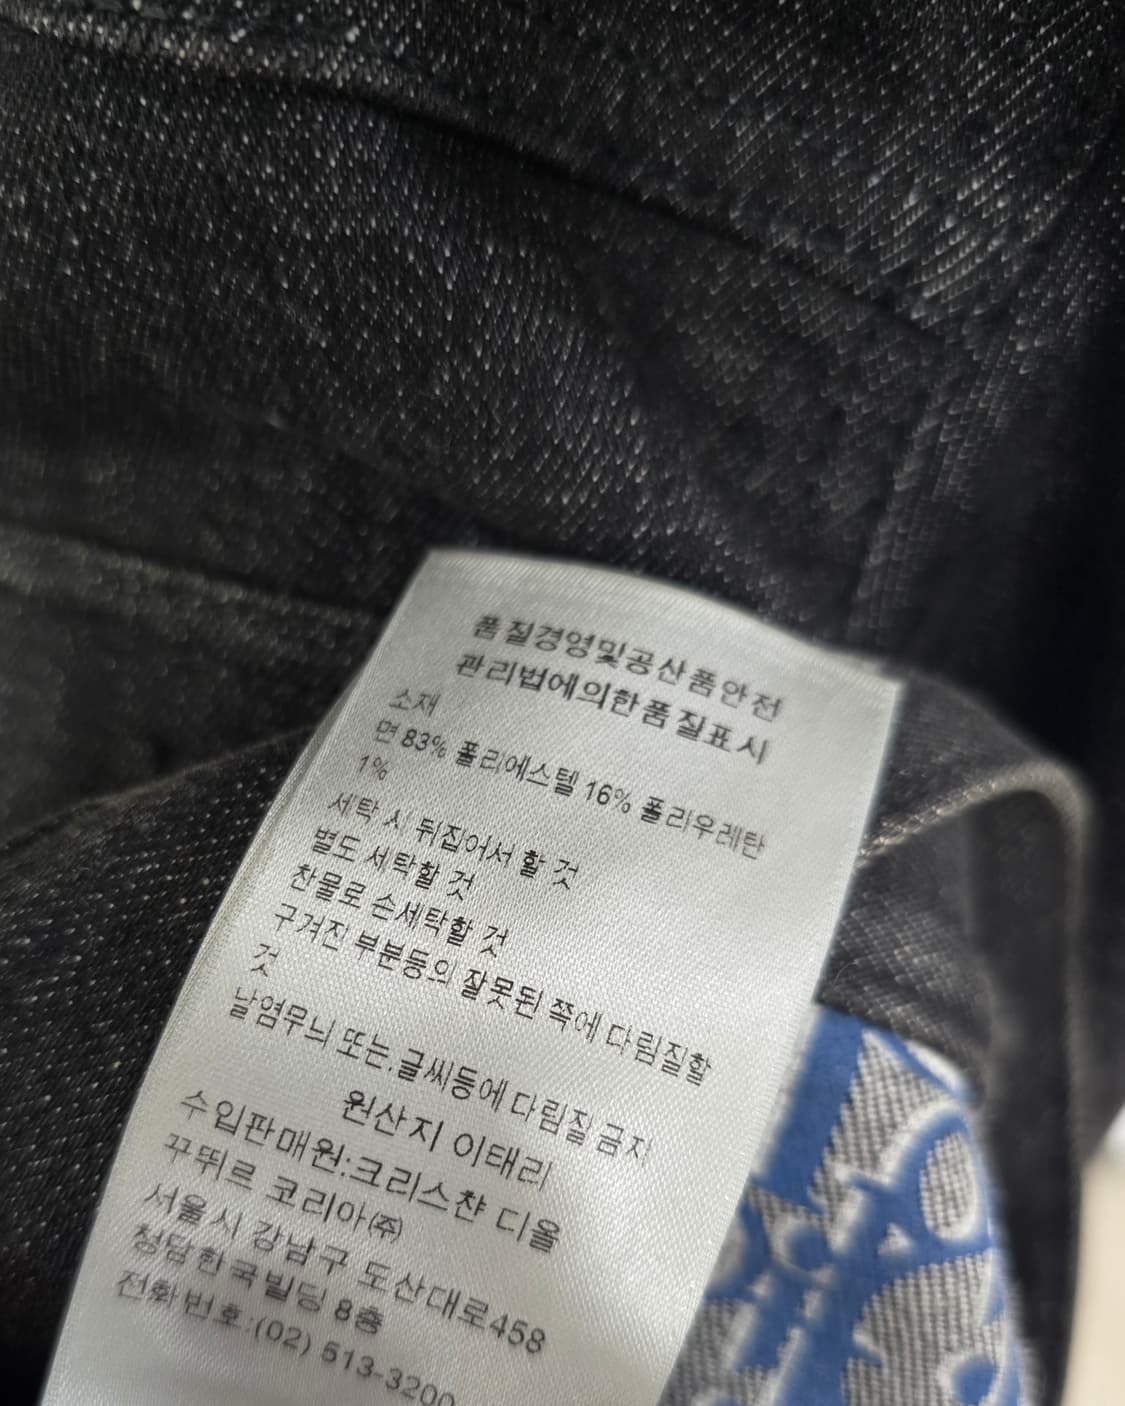 품질경영및공산품안전
관리법에의한품질표시
소재
면 83% 폴리에스텔 16% 폴리우레탄
1%
세탁 시 뒤집어서 할 것
별도 세탁할 것
찬물로 손세탁할 것
구겨진 부분등의 잘못된 쪽에 다림질할
것
날염무늬 또는.글씨등에 다림질 금지
원산지 이태리
수입판매원:크리스챤 디올
꾸뛰르 코리아㈜
서울시 강남구 도산대로458
청담한국빌딩 8층
전화번호:(02) 513-3200